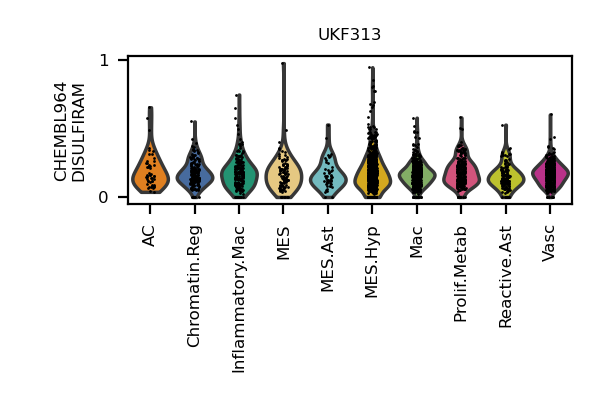 UKF313
CHEMBL964
DISULFIRAM
1
0
AC
Chromatin.Reg
Inflammatory.Mac
MES
MES.Ast
MES.Hyp
Mac
Prolif.Metab
Reactive.Ast
Vasc